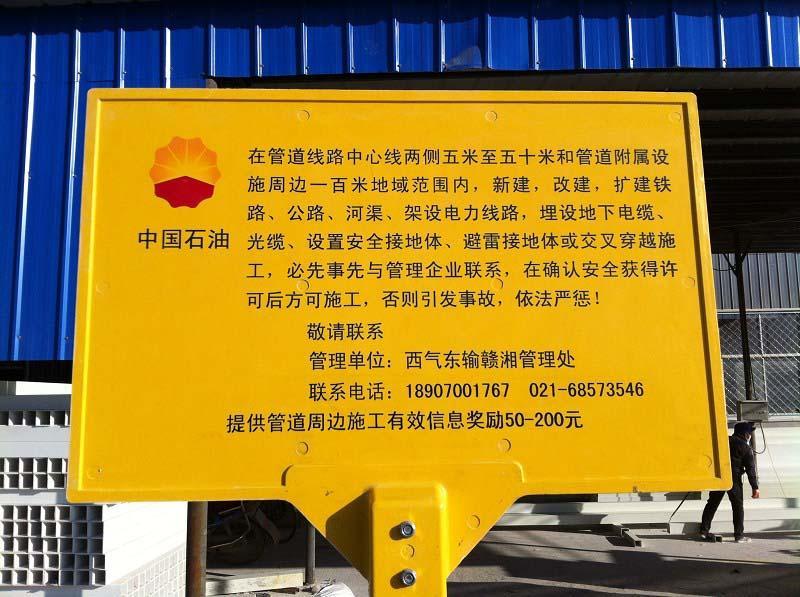 中国石油
在管道线路中心线两侧五米至五十米和管道附属设
施周边一百米地域范围内，新建，改建，扩建铁
路、公路、河渠、架设电力线路，埋设地下电缆、
光缆、设置安全接地体、避雷接地体或交叉穿越施
工，必先事先与管理企业联系，在确认安全获得许
可后方可施工，否则引发事故，依法严惩！
敬请联系
管理单位：西气东输赣湘管理处
联系电话：18907001767 021-68573546
提供管道周边施工有效信息奖励50-200元